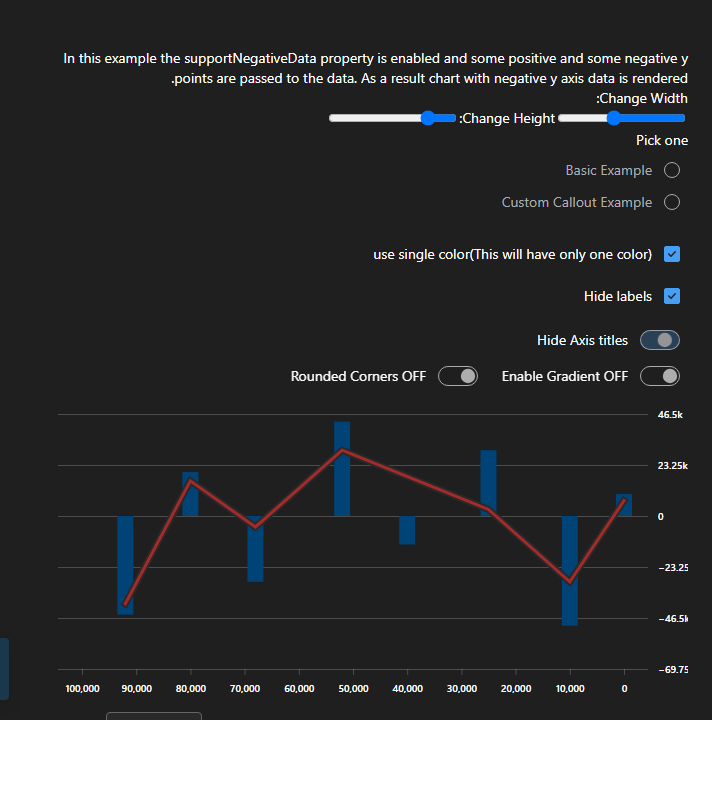 In this example the supportNegativeData property is enabled and some positive and some negative y
.points are passed to the data. As a result chart with negative y axis data is rendered
:Change Width
:Change Height
Pick one
Basic Example
Custom Callout Example
use single color(This will have only one color)
Hide labels
Hide Axis titles
Rounded Corners OFF Enable Gradient OFF
46.5k
23.25k
0
−23.25
−46.5k
−69.75
100,000 90,000 80,000 70,000 60,000 50,000 40,000 30,000 20,000 10,000 0